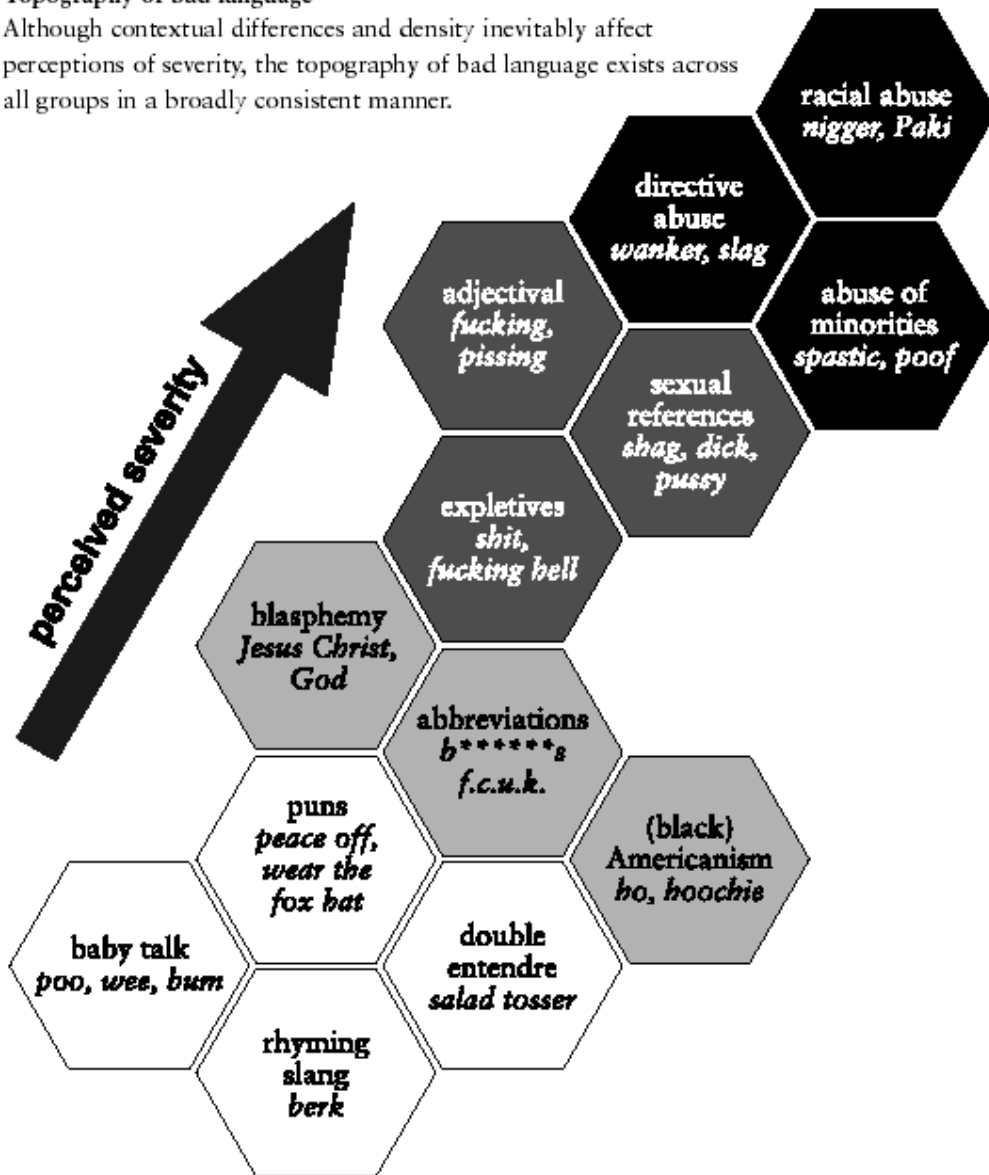 Topography of bad language
Although contextual differences and density inevitably affect
perceptions of severity, the topography of bad language exists across
all groups in a broadly consistent manner.
racial abuse
nigger, Paki
directive
abuse
wanker, slag
abuse of
minorities
spastic, poof
adjectival
fucking,
pissing
sexual
references
shag, dick,
pussy
perceived severity
expletives
shit,
fucking hell
blasphemy
Jesus Christ,
God
abbreviations
b******s
f.c.u.k.
(black)
Americanism
ho, hoochie
puns
peace off,
wear the
fox hat
double
entendre
salad tosser
baby talk
poo, wee, bum
rhyming
slang
berk